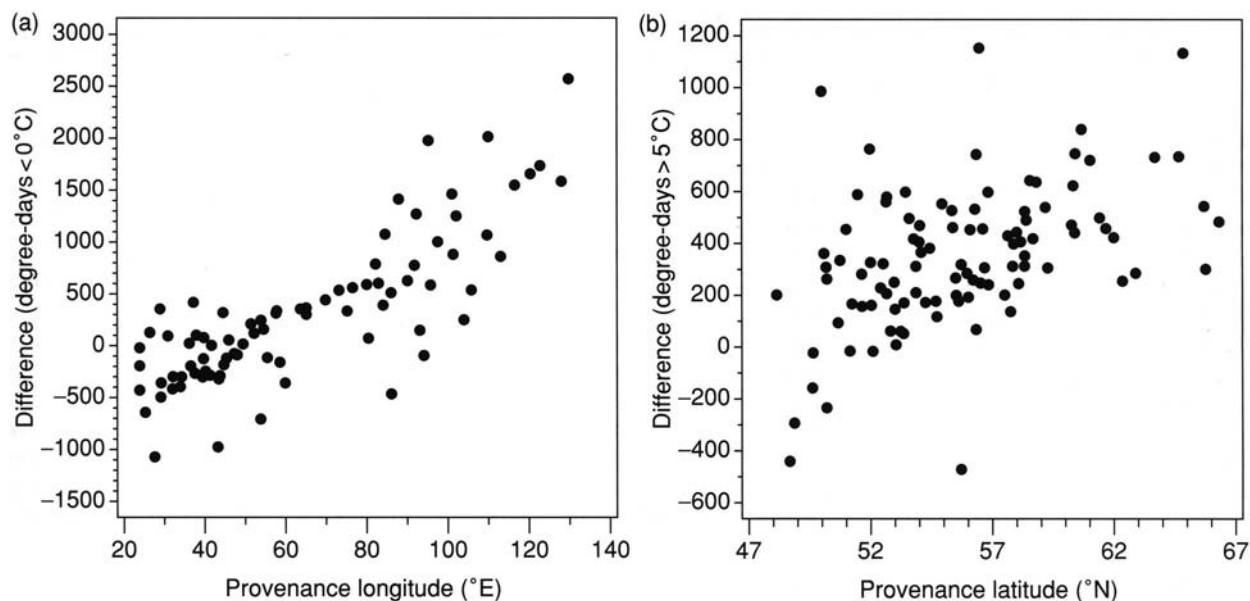 (a)
3000
2500
2000
1500
1000
500
0
−500
−1000
−1500
Difference (degree-days<0°C)
20 40 60 80 100 120 140
Provenance longitude (°E)
(b)
1200
1000
800
600
400
200
0
−200
−400
−600
Difference (degree-days>5°C)
47 52 57 62 67
Provenance latitude (°N)